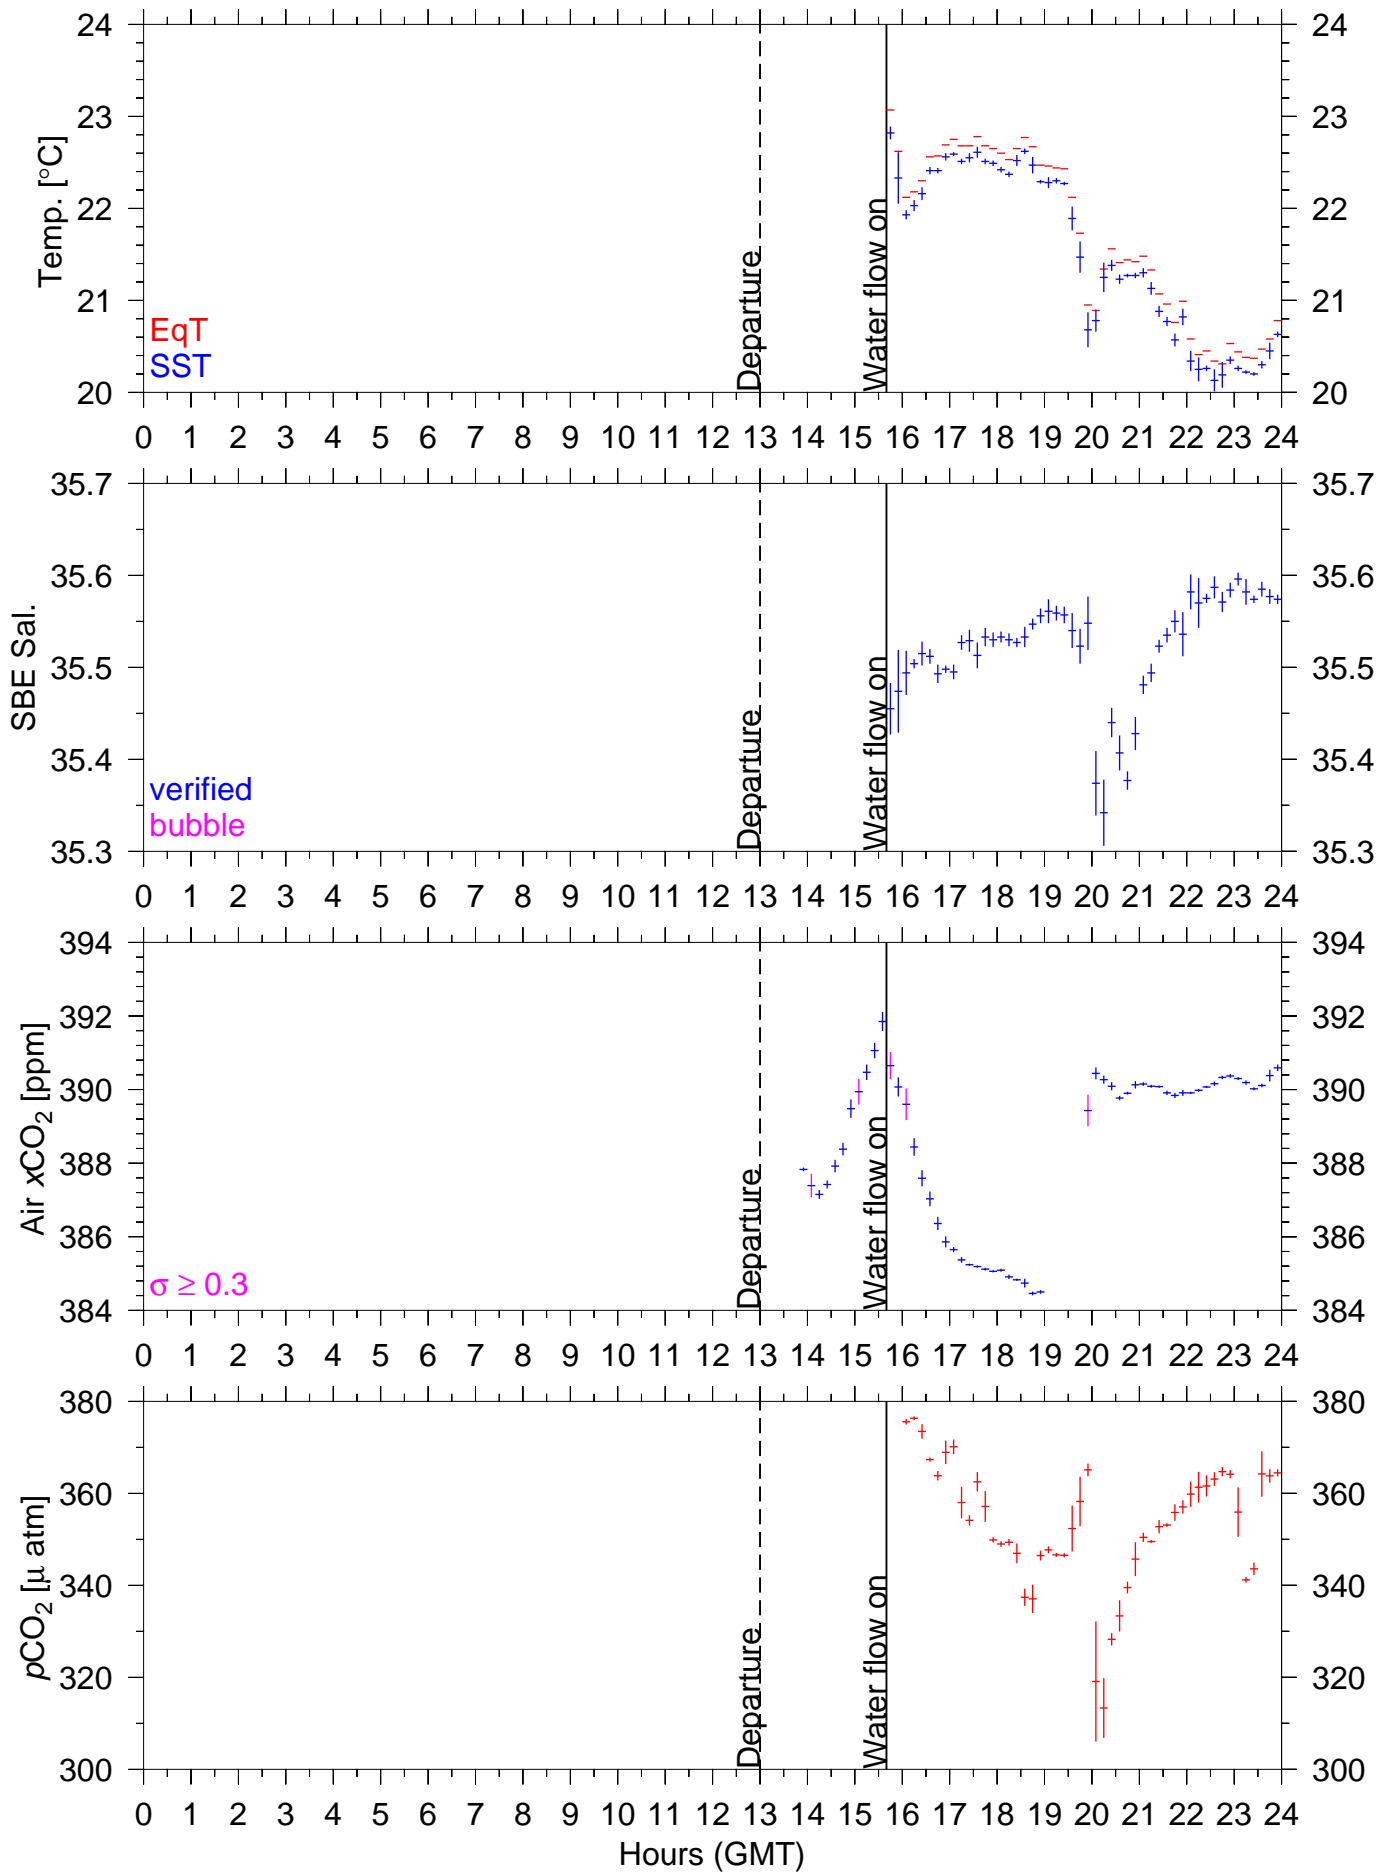 24 24
23 23
22 22
21 21
20 20
Temp. [°C]
EqT
SST
Departure
Water flow on
0 1 2 3 4 5 6 7 8 9 10 11 12 13 14 15 16 17 18 19 20 21 22 23 24
35.7 35.7
35.6 35.6
35.5 35.5
35.4 35.4
35.3 35.3
SBE Sal.
verified
bubble
Departure
Water flow on
0 1 2 3 4 5 6 7 8 9 10 11 12 13 14 15 16 17 18 19 20 21 22 23 24
394 394
392 392
390 390
388 388
386 386
384 384
Air xCO₂ [ppm]
σ ≥ 0.3
Departure
Water flow on
0 1 2 3 4 5 6 7 8 9 10 11 12 13 14 15 16 17 18 19 20 21 22 23 24
380 380
360 360
340 340
320 320
300 300
pCO₂ [μ atm]
Departure
Water flow on
0 1 2 3 4 5 6 7 8 9 10 11 12 13 14 15 16 17 18 19 20 21 22 23 24
Hours (GMT)